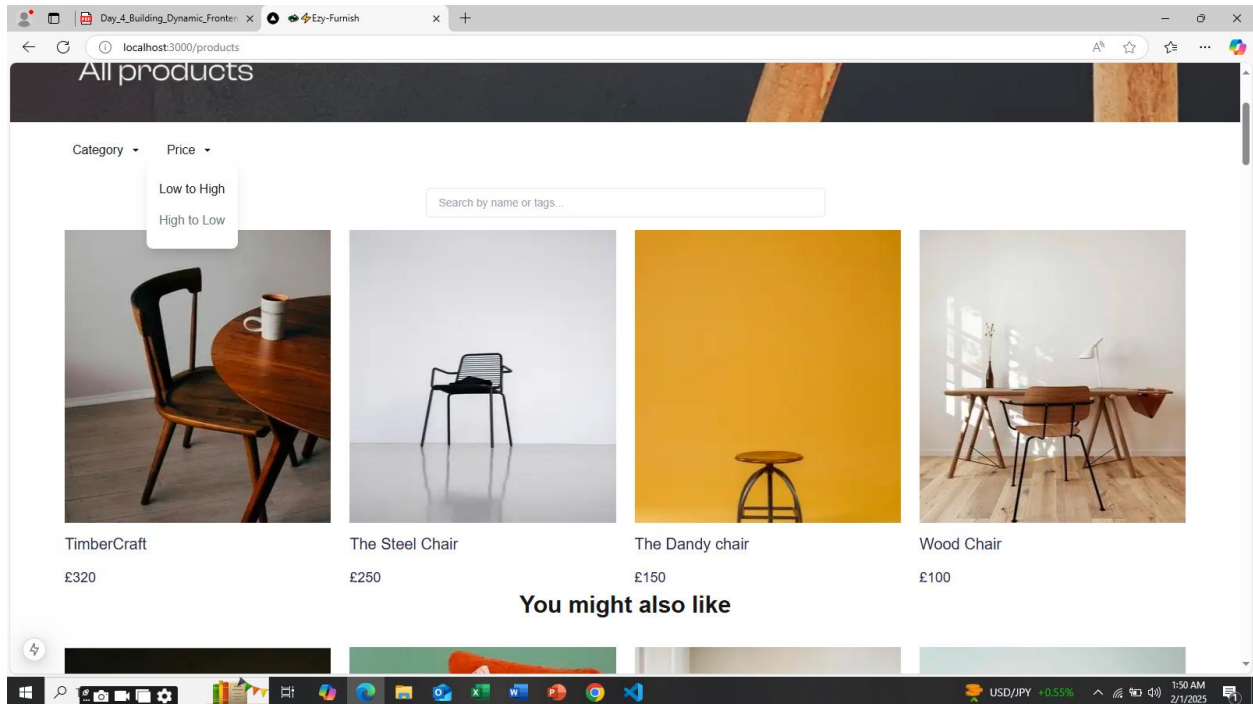 Day_4_Building_Dynamic_Fronten
Ezy-Furnish
localhost:3000/products
All products
Category
Price
Low to High
High to Low
Search by name or tags...
TimberCraft
The Steel Chair
The Dandy chair
Wood Chair
£320
£250
£150
£100
You might also like
USD/JPY +0.55%
1:50 AM
2/1/2025